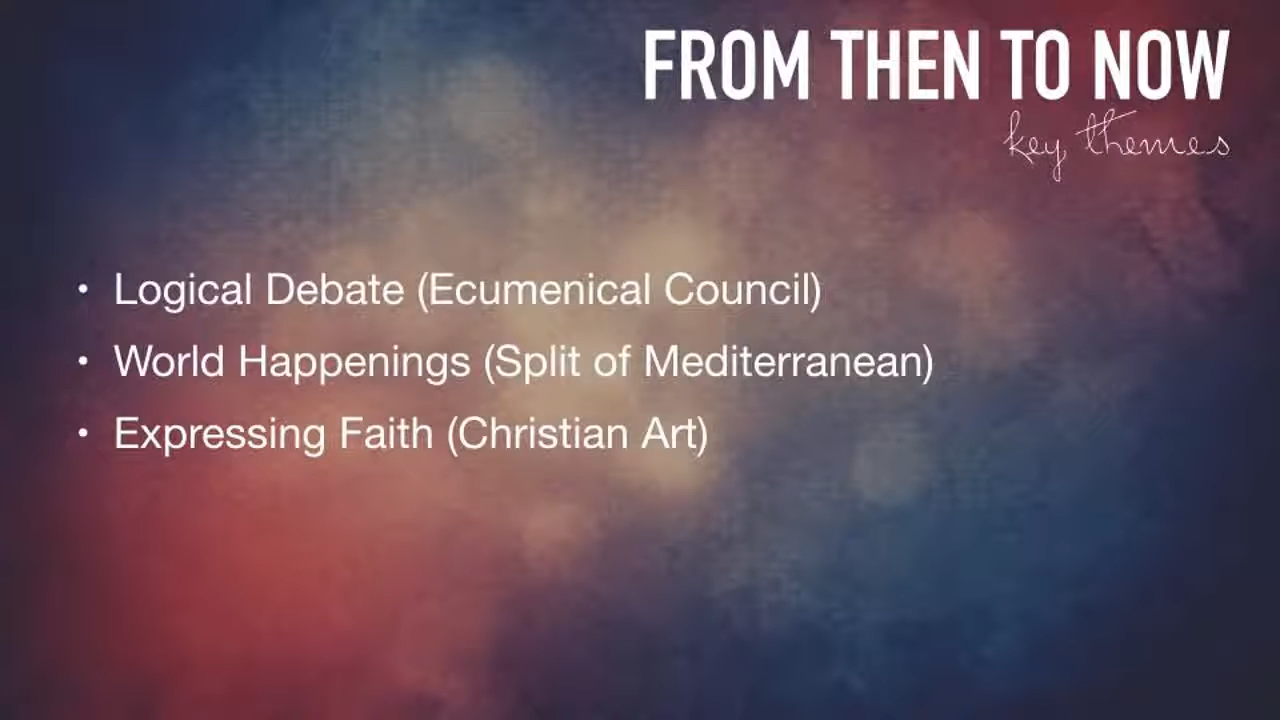 FROM THEN TO NOW
key themes
• Logical Debate (Ecumenical Council)
• World Happenings (Split of Mediterranean)
• Expressing Faith (Christian Art)